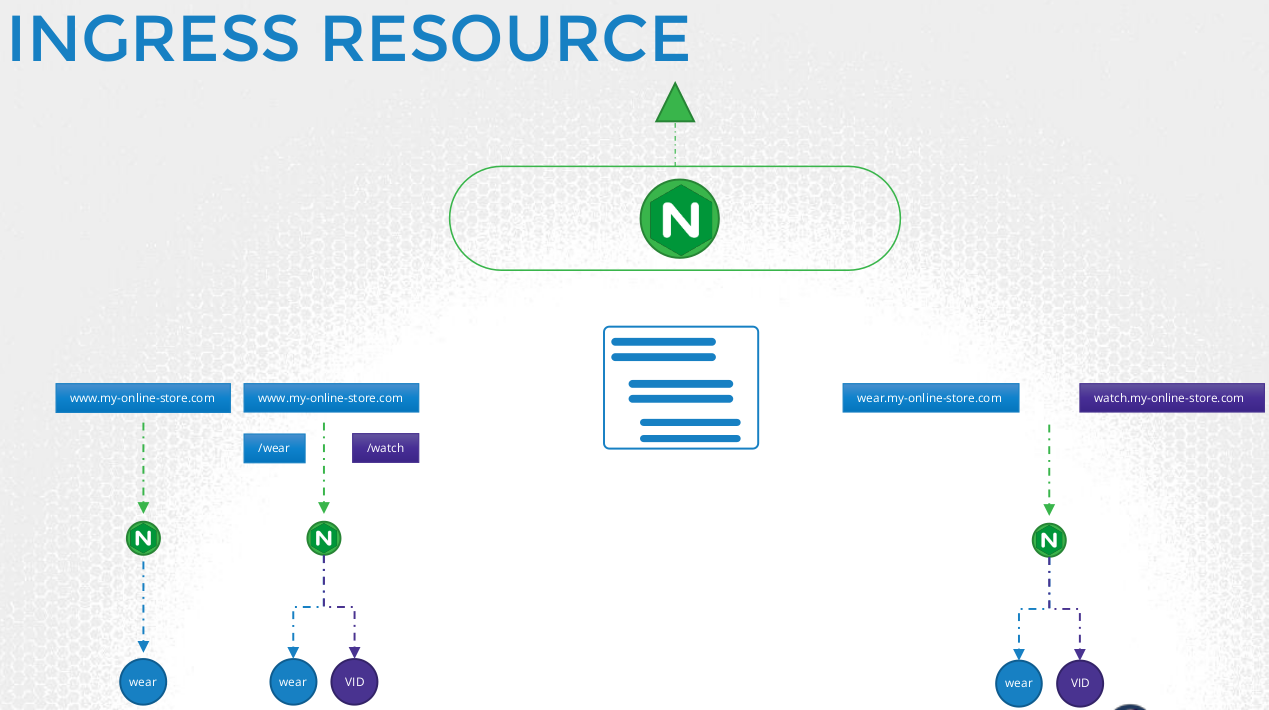 INGRESS RESOURCE
N
www.my-online-store.com
www.my-online-store.com
wear.my-online-store.com
watch.my-online-store.com
/wear
/watch
N
N
N
wear
wear
VID
wear
VID